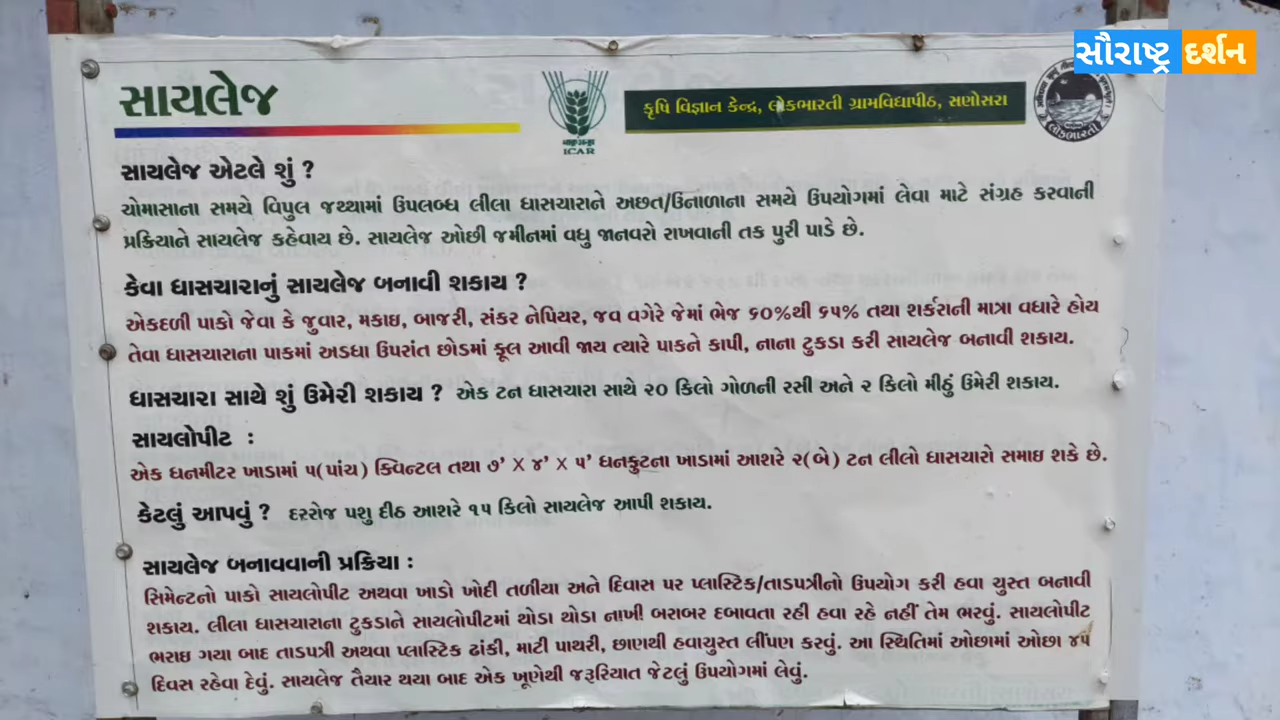 સૌરાષ્ટ્ર દર્શન
સાયલેજ
ICAR
કૃષિ વિજ્ઞાન કેન્દ્ર, લોકભારતી ગ્રામવિદ્યાપીઠ, સણોસરા
લોકભારતી
સાયલેજ એટલે શું ?
ચોમાસાના સમયે વિપુલ જથ્થામાં ઉપલબ્ધ લીલા ઘાસચારાને અછત/ઉનાળાના સમયે ઉપયોગમાં લેવા માટે સંગ્રહ કરવાની
પ્રક્રિયાને સાયલેજ કહેવાય છે. સાયલેજ ઓછી જમીનમાં વધુ જાનવરો રાખવાની તક પુરી પાડે છે.
કેવા ઘાસચારાનું સાયલેજ બનાવી શકાય ?
એકદળી પાકો જેવા કે જુવાર, મકાઇ, બાજરી, સંકર નેપિયર, જવ વગેરે જેમાં ભેજ ૬૦%થી ૬૫% તથા શર્કરાની માત્રા વધારે હોય
તેવા ઘાસચારાના પાકમાં અડધા ઉપરાંત છોડમાં ફૂલ આવી જાય ત્યારે પાકને કાપી, નાના ટુકડા કરી સાયલેજ બનાવી શકાય.
ઘાસચારા સાથે શું ઉમેરી શકાય ? એક ટન ઘાસચારા સાથે ૨૦ કિલો ગોળની રસી અને ૨ કિલો મીઠું ઉમેરી શકાય.
સાયલોપીટ :
એક ઘનમીટર ખાડામાં ૫(પાંચ) ક્વિન્ટલ તથા ૭' X ૪' X ૫' ઘનફુટના ખાડામાં આશરે ૨(બે) ટન લીલો ઘાસચારો સમાઇ શકે છે.
કેટલું આપવું ? દરરોજ પશુ દીઠ આશરે ૧૫ કિલો સાયલેજ આપી શકાય.
સાયલેજ બનાવવાની પ્રક્રિયા :
સિમેન્ટનો પાકો સાયલોપીટ અથવા ખાડો ખોદી તળીયા અને દિવાસ પર પ્લાસ્ટિક/તાડપત્રીનો ઉપયોગ કરી હવા ચુસ્ત બનાવી
શકાય. લીલા ઘાસચારાના ટુકડાને સાયલોપીટમાં થોડા થોડા નાખી બરાબર દબાવતા રહી હવા રહે નહીં તેમ ભરવું. સાયલોપીટ
ભરાઇ ગયા બાદ તાડપત્રી અથવા પ્લાસ્ટિક ઢાંકી, માટી પાથરી, છાણથી હવાચુસ્ત લીંપણ કરવું. આ સ્થિતિમાં ઓછામાં ઓછા ૪૫
દિવસ રહેવા દેવું. સાયલેજ તૈયાર થયા બાદ એક ખૂણેથી જરૂરિયાત જેટલું ઉપયોગમાં લેવું.